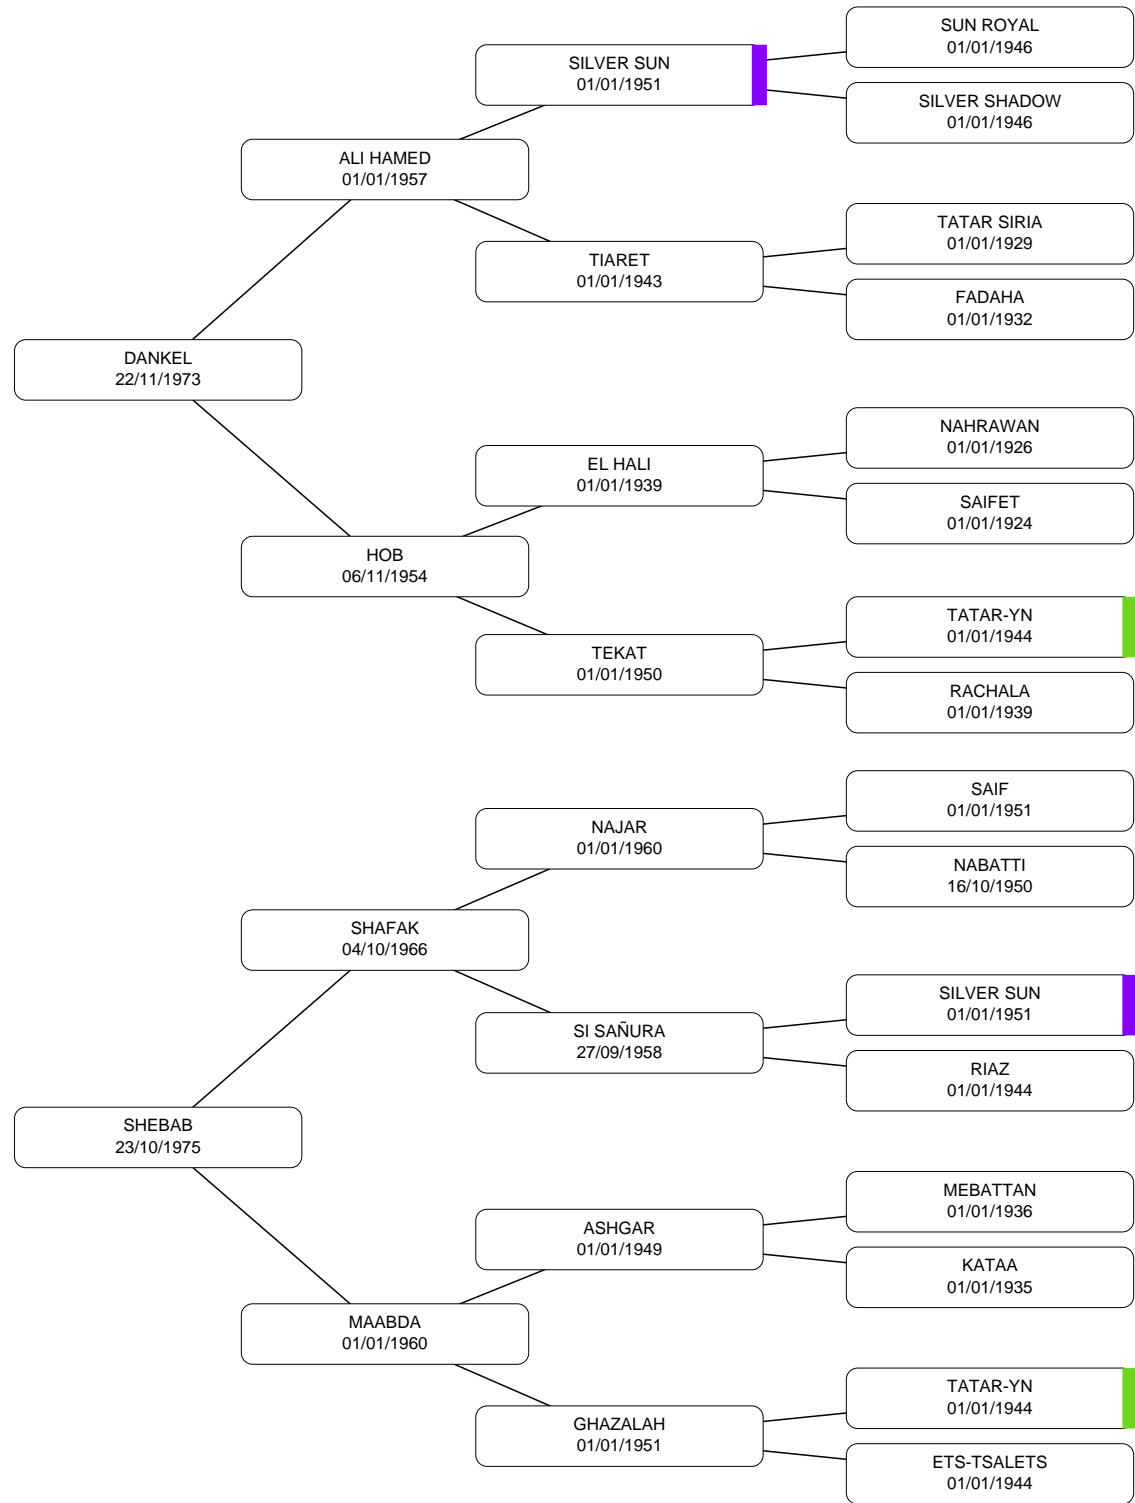 SUN ROYAL
01/01/1946
SILVER SUN
01/01/1951
SILVER SHADOW
01/01/1946
ALI HAMED
01/01/1957
TATAR SIRIA
01/01/1929
TIARET
01/01/1943
FADAHA
01/01/1932
DANKEL
22/11/1973
NAHRAWAN
01/01/1926
EL HALI
01/01/1939
SAIFET
01/01/1924
HOB
06/11/1954
TATAR-YN
01/01/1944
TEKAT
01/01/1950
RACHALA
01/01/1939
SAIF
01/01/1951
NAJAR
01/01/1960
NABATTI
16/10/1950
SHAFAK
04/10/1966
SILVER SUN
01/01/1951
SI SAÑURA
27/09/1958
RIAZ
01/01/1944
SHEBAB
23/10/1975
MEBATTAN
01/01/1936
ASHGAR
01/01/1949
KATAA
01/01/1935
MAABDA
01/01/1960
TATAR-YN
01/01/1944
GHAZALAH
01/01/1951
ETS-TSALETS
01/01/1944